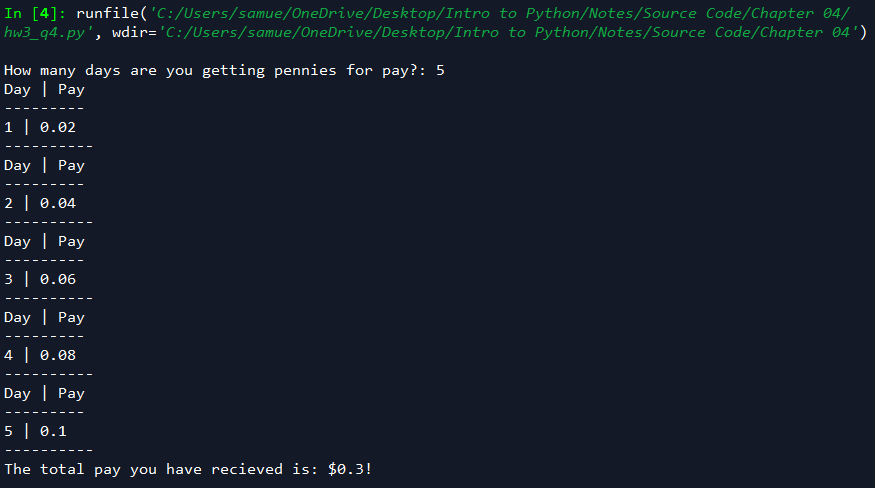 In [4]: runfile('C:/Users/samue/OneDrive/Desktop/Intro to Python/Notes/Source Code/Chapter 04/
hw3_q4.py', wdir='C:/Users/samue/OneDrive/Desktop/Intro to Python/Notes/Source Code/Chapter 04')
How many days are you getting pennies for pay?: 5
Day | Pay
---------
1 | 0.02
----------
Day | Pay
---------
2 | 0.04
----------
Day | Pay
---------
3 | 0.06
----------
Day | Pay
---------
4 | 0.08
----------
Day | Pay
---------
5 | 0.1
----------
The total pay you have recieved is: $0.3!